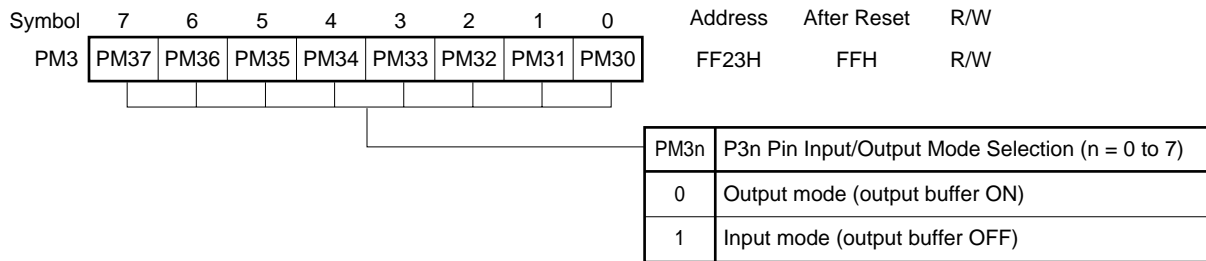 Symbol 7 6 5 4 3 2 1 0 Address After Reset R/W
PM3 PM37 PM36 PM35 PM34 PM33 PM32 PM31 PM30 FF23H FFH R/W
PM3n P3n Pin Input/Output Mode Selection (n = 0 to 7)
0 Output mode (output buffer ON)
1 Input mode (output buffer OFF)